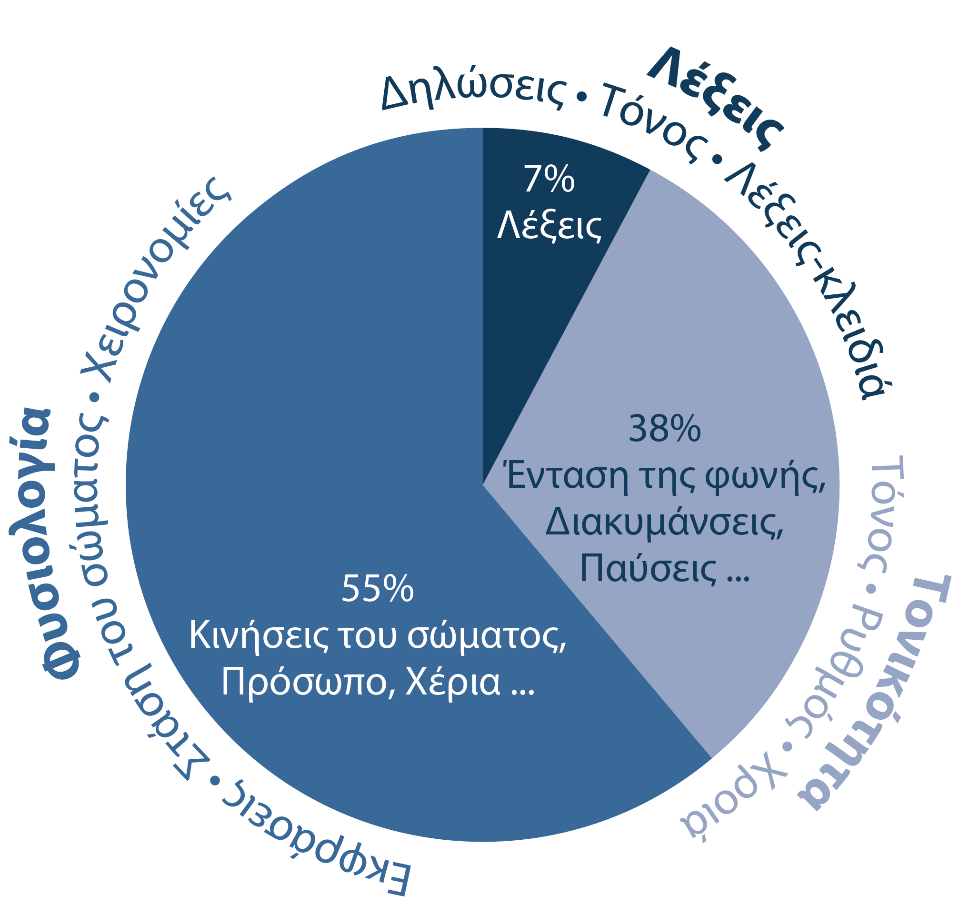 Λέξεις
Δηλώσεις • Τόνος • Λέξεις-κλειδιά
7%
Λέξεις
38%
Ένταση της φωνής,
Διακυμάνσεις,
Παύσεις ...
Τονικότητα
Τόνος • Ρυθμός • Χροιά
55%
Κινήσεις του σώματος,
Πρόσωπο, Χέρια ...
Φυσιολογία
Εκφράσεις • Στάση του σώματος • Χειρονομίες